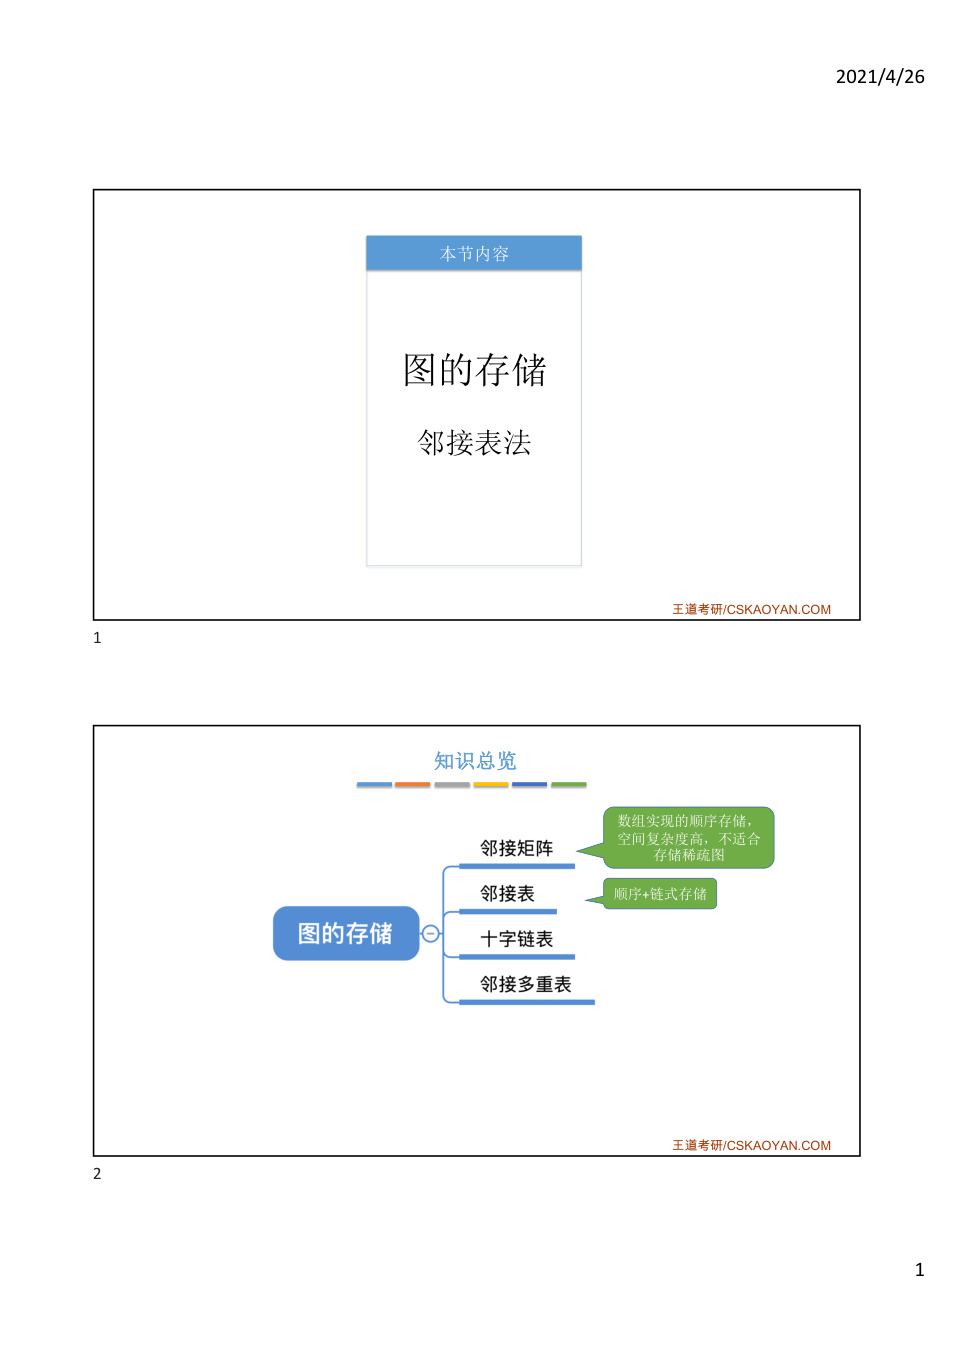 2021/4/26
本节内容
图的存储
邻接表法
王道考研/CSKAOYAN.COM
1
知识总览
数组实现的顺序存储，
空间复杂度高，不适合
存储稀疏图
邻接矩阵
邻接表
顺序+链式存储
图的存储
十字链表
邻接多重表
王道考研/CSKAOYAN.COM
2
1